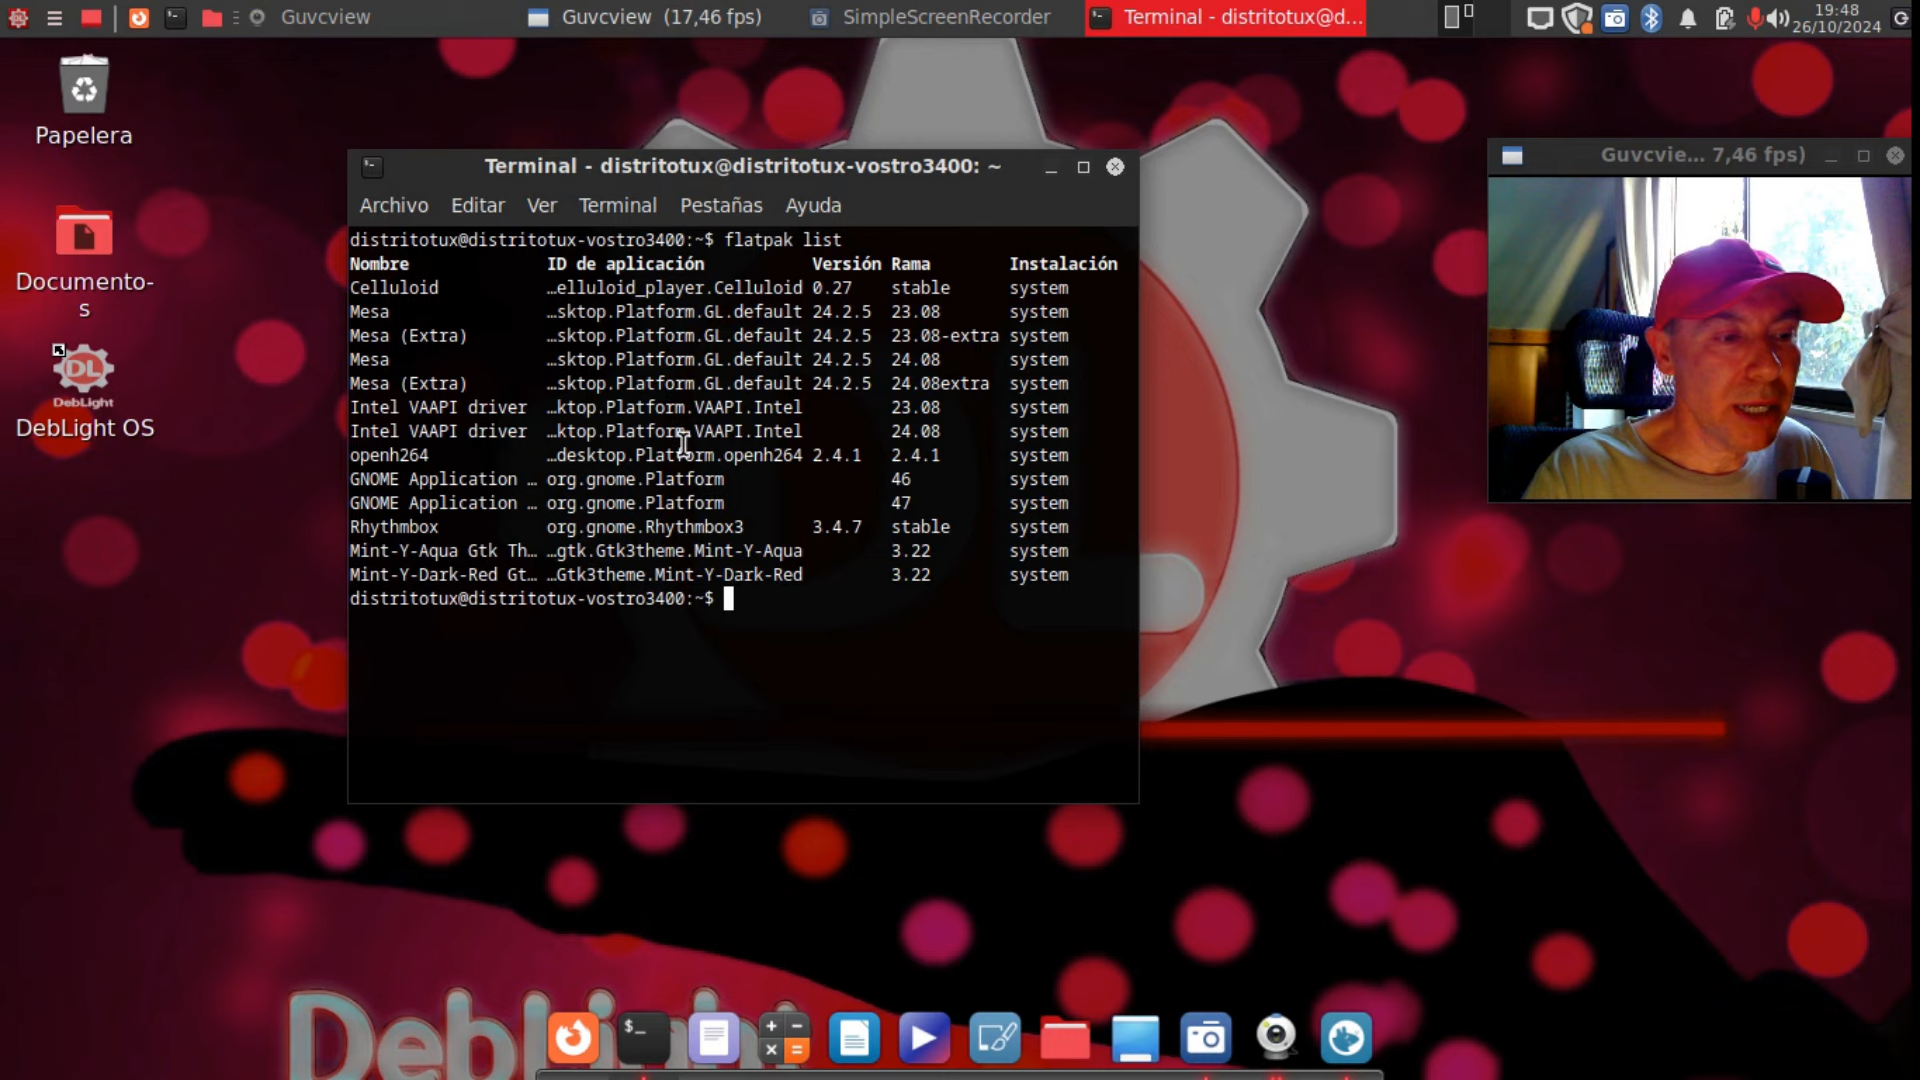 Guvcview
Guvcview (17,46 fps)
SimpleScreenRecorder
Terminal - distritotux@d...
19:48
26/10/2024
Papelera
Documento-
s
DL
DebLight
DebLight OS
Terminal - distritotux@distritotux-vostro3400: ~
Archivo Editar Ver Terminal Pestañas Ayuda
distritotux@distritotux-vostro3400:~$ flatpak list
Nombre ID de aplicación Versión Rama Instalación
Celluloid …elluloid_player.Celluloid 0.27 stable system
Mesa …sktop.Platform.GL.default 24.2.5 23.08 system
Mesa (Extra) …sktop.Platform.GL.default 24.2.5 23.08-extra system
Mesa …sktop.Platform.GL.default 24.2.5 24.08 system
Mesa (Extra) …sktop.Platform.GL.default 24.2.5 24.08extra system
Intel VAAPI driver …ktop.Platform.VAAPI.Intel 23.08 system
Intel VAAPI driver …ktop.Platform.VAAPI.Intel 24.08 system
openh264 …desktop.Platform.openh264 2.4.1 2.4.1 system
GNOME Application … org.gnome.Platform 46 system
GNOME Application … org.gnome.Platform 47 system
Rhythmbox org.gnome.Rhythmbox3 3.4.7 stable system
Mint-Y-Aqua Gtk Th… …gtk.Gtk3theme.Mint-Y-Aqua 3.22 system
Mint-Y-Dark-Red Gt… …Gtk3theme.Mint-Y-Dark-Red 3.22 system
distritotux@distritotux-vostro3400:~$
Guvcvie... 7,46 fps)
DebLight